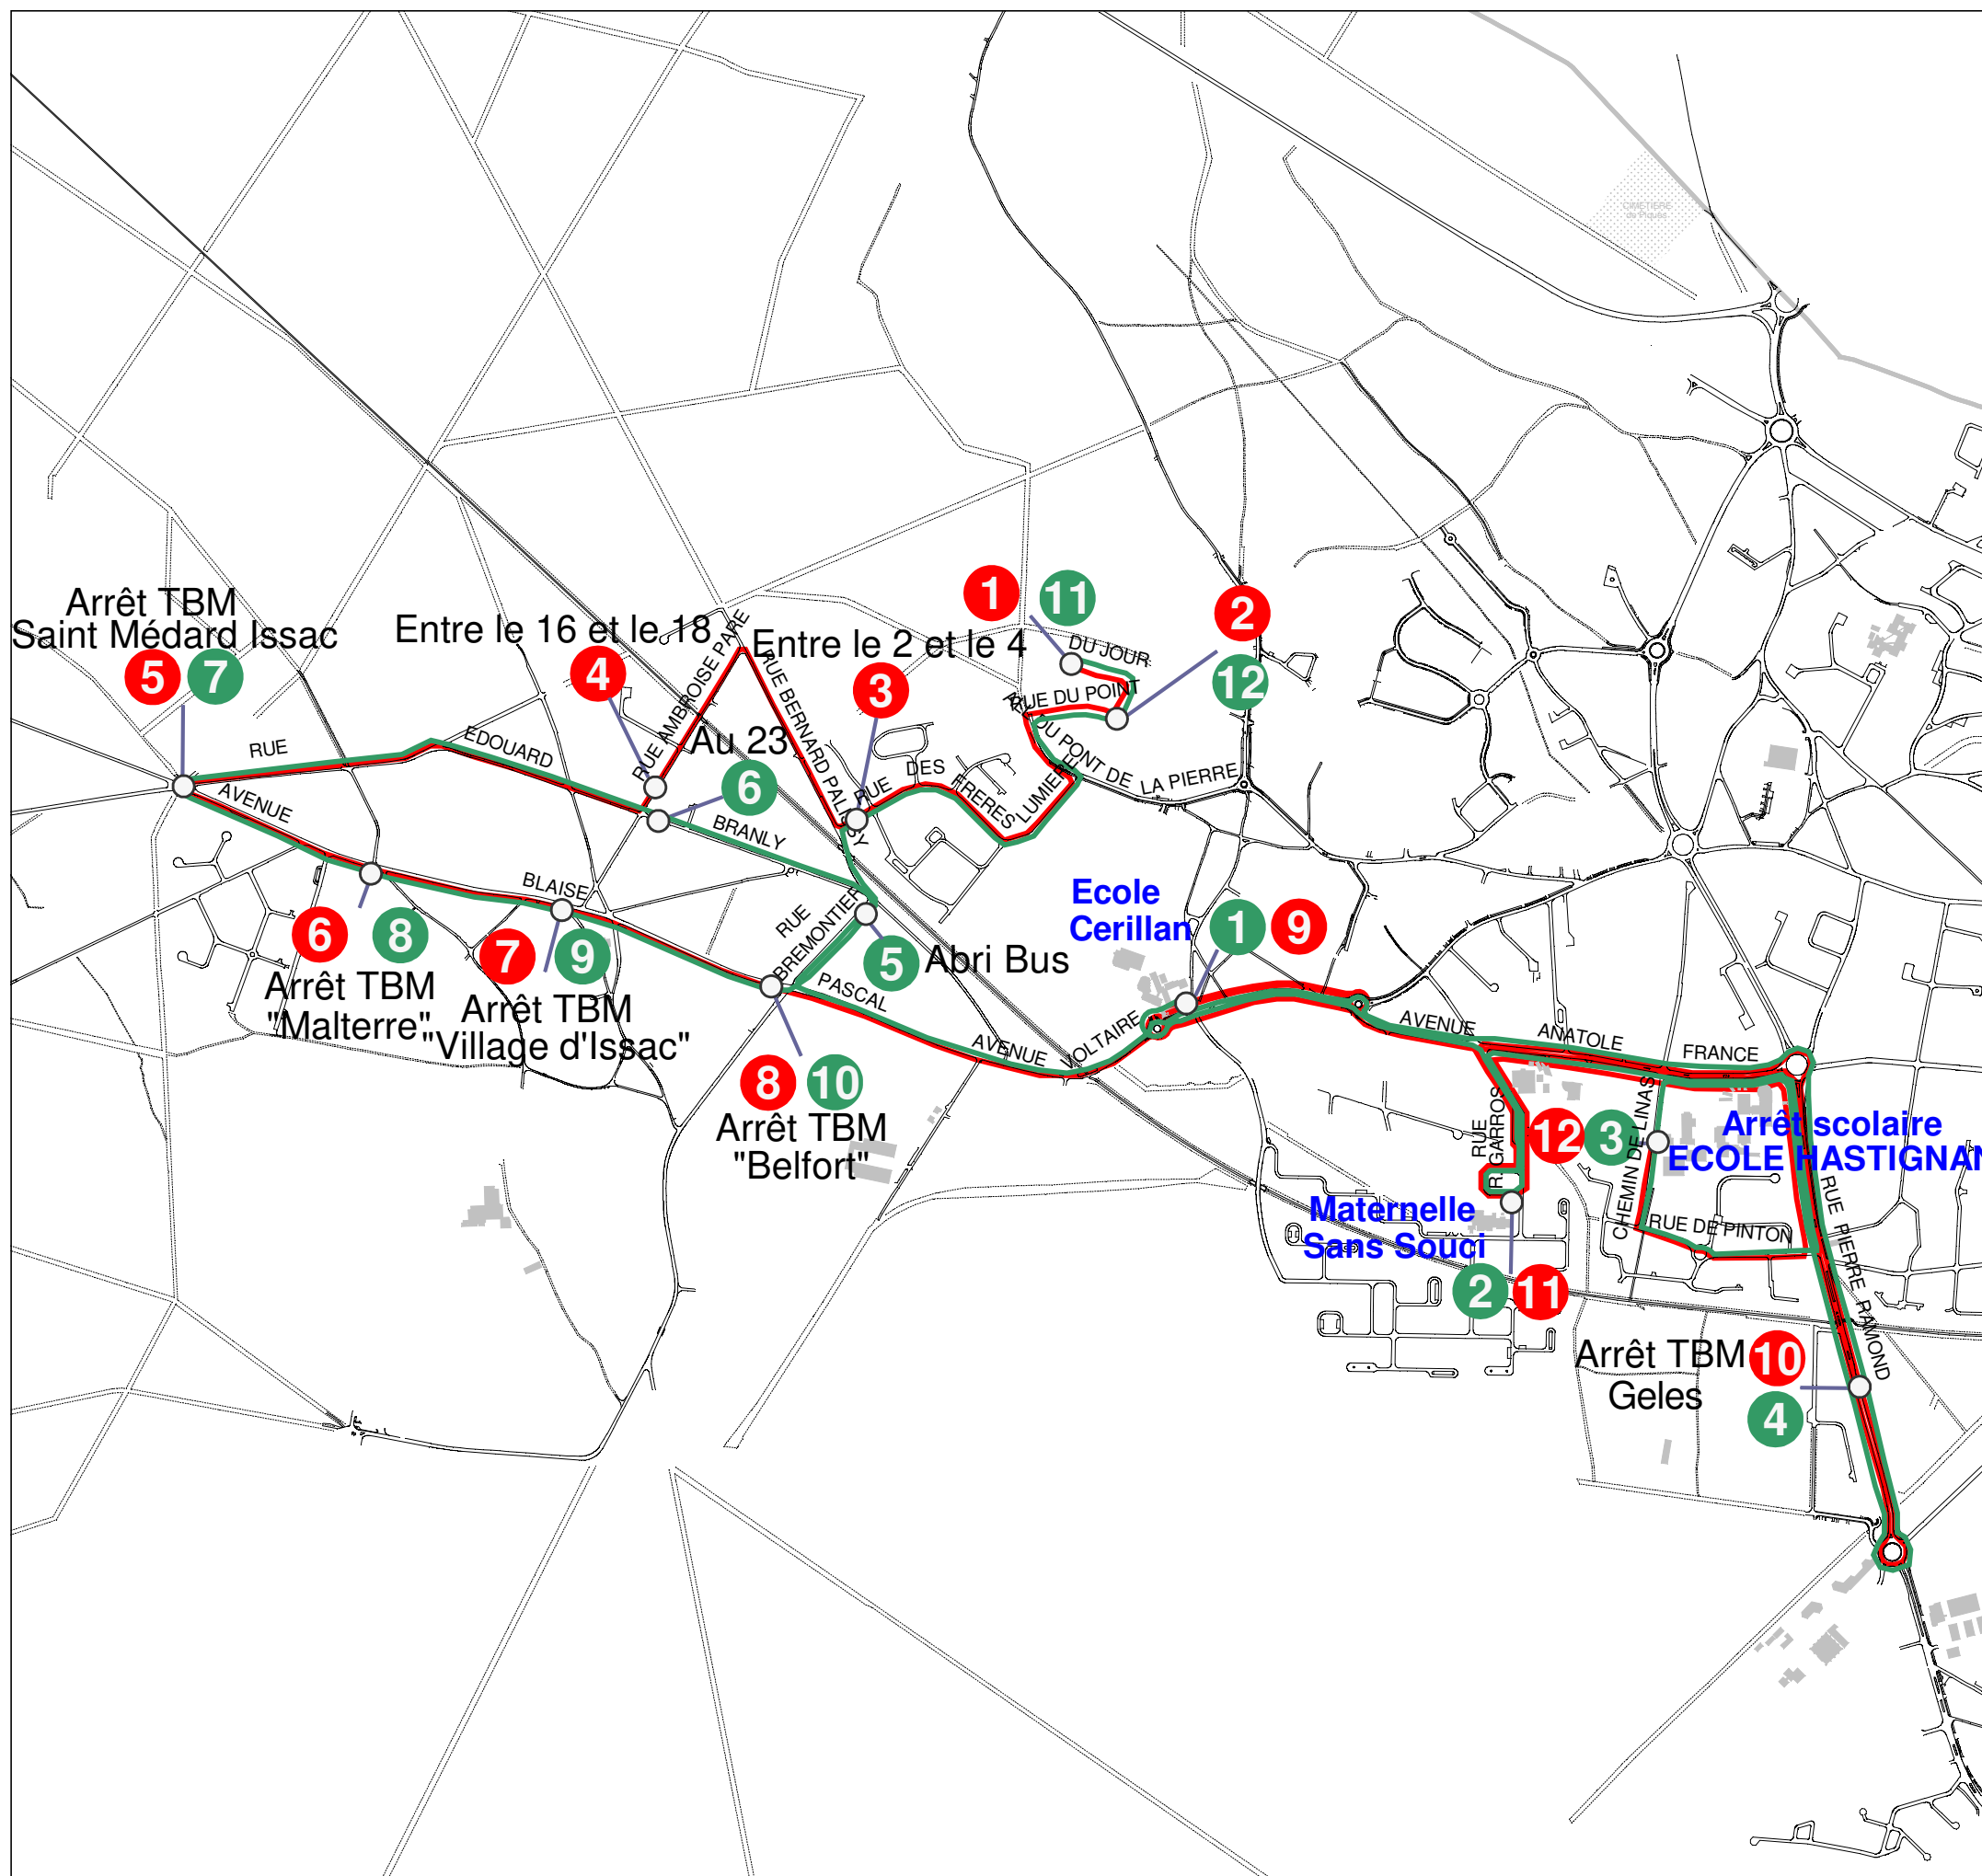 CIMETIERE
de Piquès
Arrêt TBM
Saint Médard Issac
5 7
Entre le 16 et le 18
4
Entre le 2 et le 4
3
1 11
2
12
DU JOUR
RUE DU POINT
DU PONT DE LA PIERRE
RUE DES FRERES LUMIERE
RUE AMBROISE PARE
RUE BERNARD PALISSY
Au 23
6
RUE EDOUARD BRANLY
AVENUE BLAISE PASCAL
RUE BREMONTIER
5 Abri Bus
6 8
Arrêt TBM
"Malterre"
7 9
Arrêt TBM
"Village d'Issac"
8 10
Arrêt TBM
"Belfort"
Ecole
Cerillan
1 9
AVENUE VOLTAIRE
AVENUE ANATOLE FRANCE
RUE
R. GARROS
12 3
CHEMIN DE LINAS
Arrêt scolaire
ECOLE HASTIGNAN
RUE DE PINTON
RUE PIERRE RAMOND
Maternelle
Sans Souci
2 11
Arrêt TBM 10
Geles
4